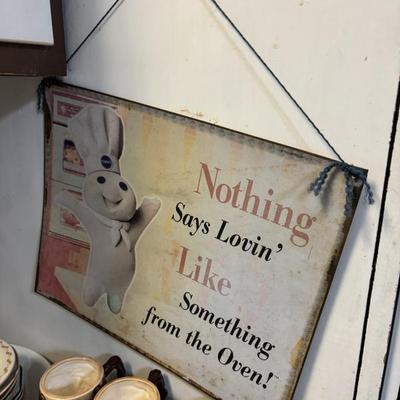 Nothing
Says Lovin'
Like
Something
from the Oven!